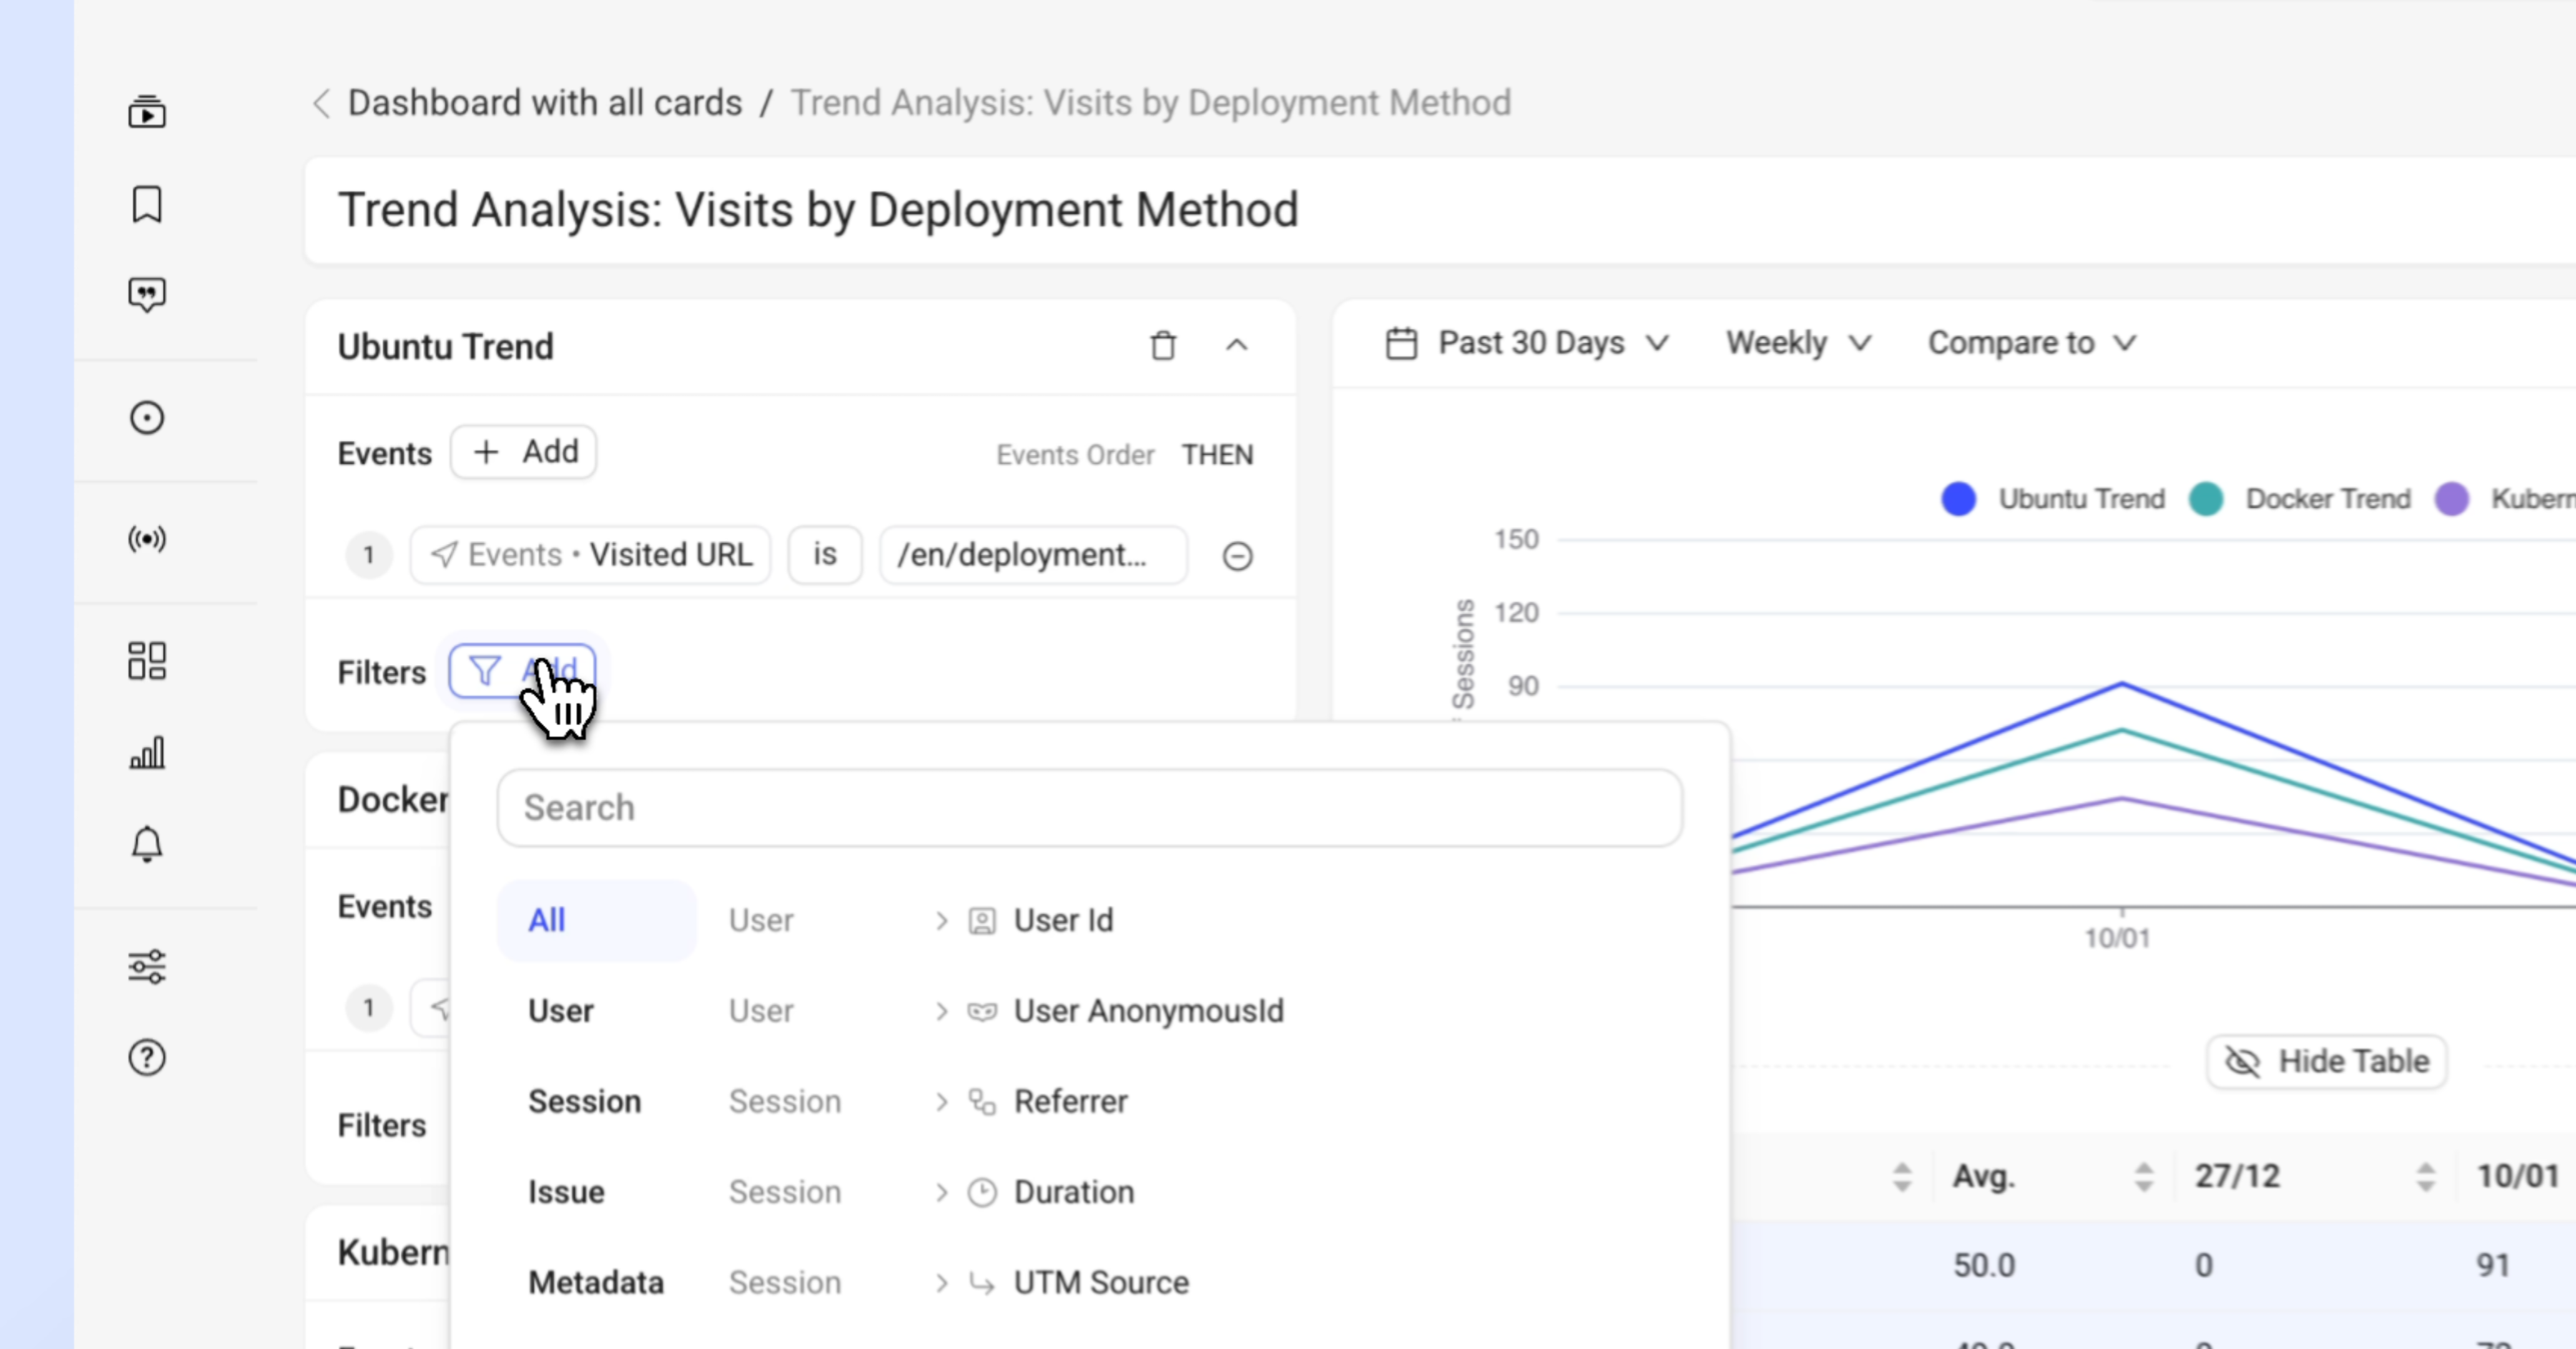 Dashboard with all cards / Trend Analysis: Visits by Deployment Method
Trend Analysis: Visits by Deployment Method
Ubuntu Trend
Events + Add Events Order THEN
1 Events • Visited URL is /en/deployment...
Filters Add
Docker
Events
1
Filters
Kubern
Search
All
User
Session
Issue
Metadata
User > User Id
User > User AnonymousId
Session > Referrer
Session > Duration
Session > UTM Source
Past 30 Days Weekly Compare to
Ubuntu Trend Docker Trend Kubern
150
120
90
Sessions
10/01
Hide Table
Avg. 27/12 10/01
50.0 0 91